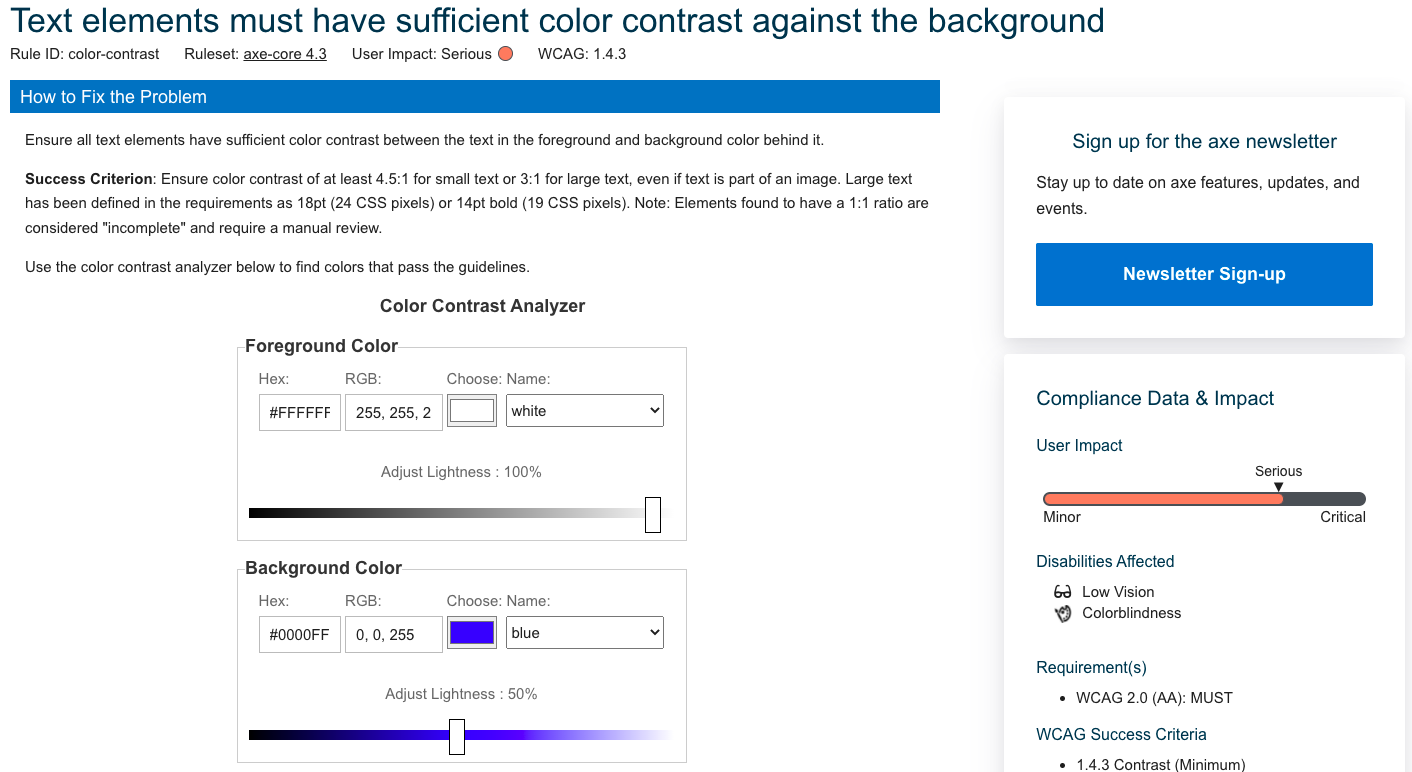 Text elements must have sufficient color contrast against the background
Rule ID: color-contrast Ruleset: axe-core 4.3 User Impact: Serious WCAG: 1.4.3
How to Fix the Problem
Ensure all text elements have sufficient color contrast between the text in the foreground and background color behind it.
Success Criterion: Ensure color contrast of at least 4.5:1 for small text or 3:1 for large text, even if text is part of an image. Large text
has been defined in the requirements as 18pt (24 CSS pixels) or 14pt bold (19 CSS pixels). Note: Elements found to have a 1:1 ratio are
considered "incomplete" and require a manual review.
Use the color contrast analyzer below to find colors that pass the guidelines.
Color Contrast Analyzer
Foreground Color
Hex: RGB: Choose: Name:
#FFFFFF 255, 255, 2 white
Adjust Lightness : 100%
Background Color
Hex: RGB: Choose: Name:
#0000FF 0, 0, 255 blue
Adjust Lightness : 50%
Sign up for the axe newsletter
Stay up to date on axe features, updates, and
events.
Newsletter Sign-up
Compliance Data & Impact
User Impact
Serious
Minor Critical
Disabilities Affected
Low Vision
Colorblindness
Requirement(s)
• WCAG 2.0 (AA): MUST
WCAG Success Criteria
• 1.4.3 Contrast (Minimum)